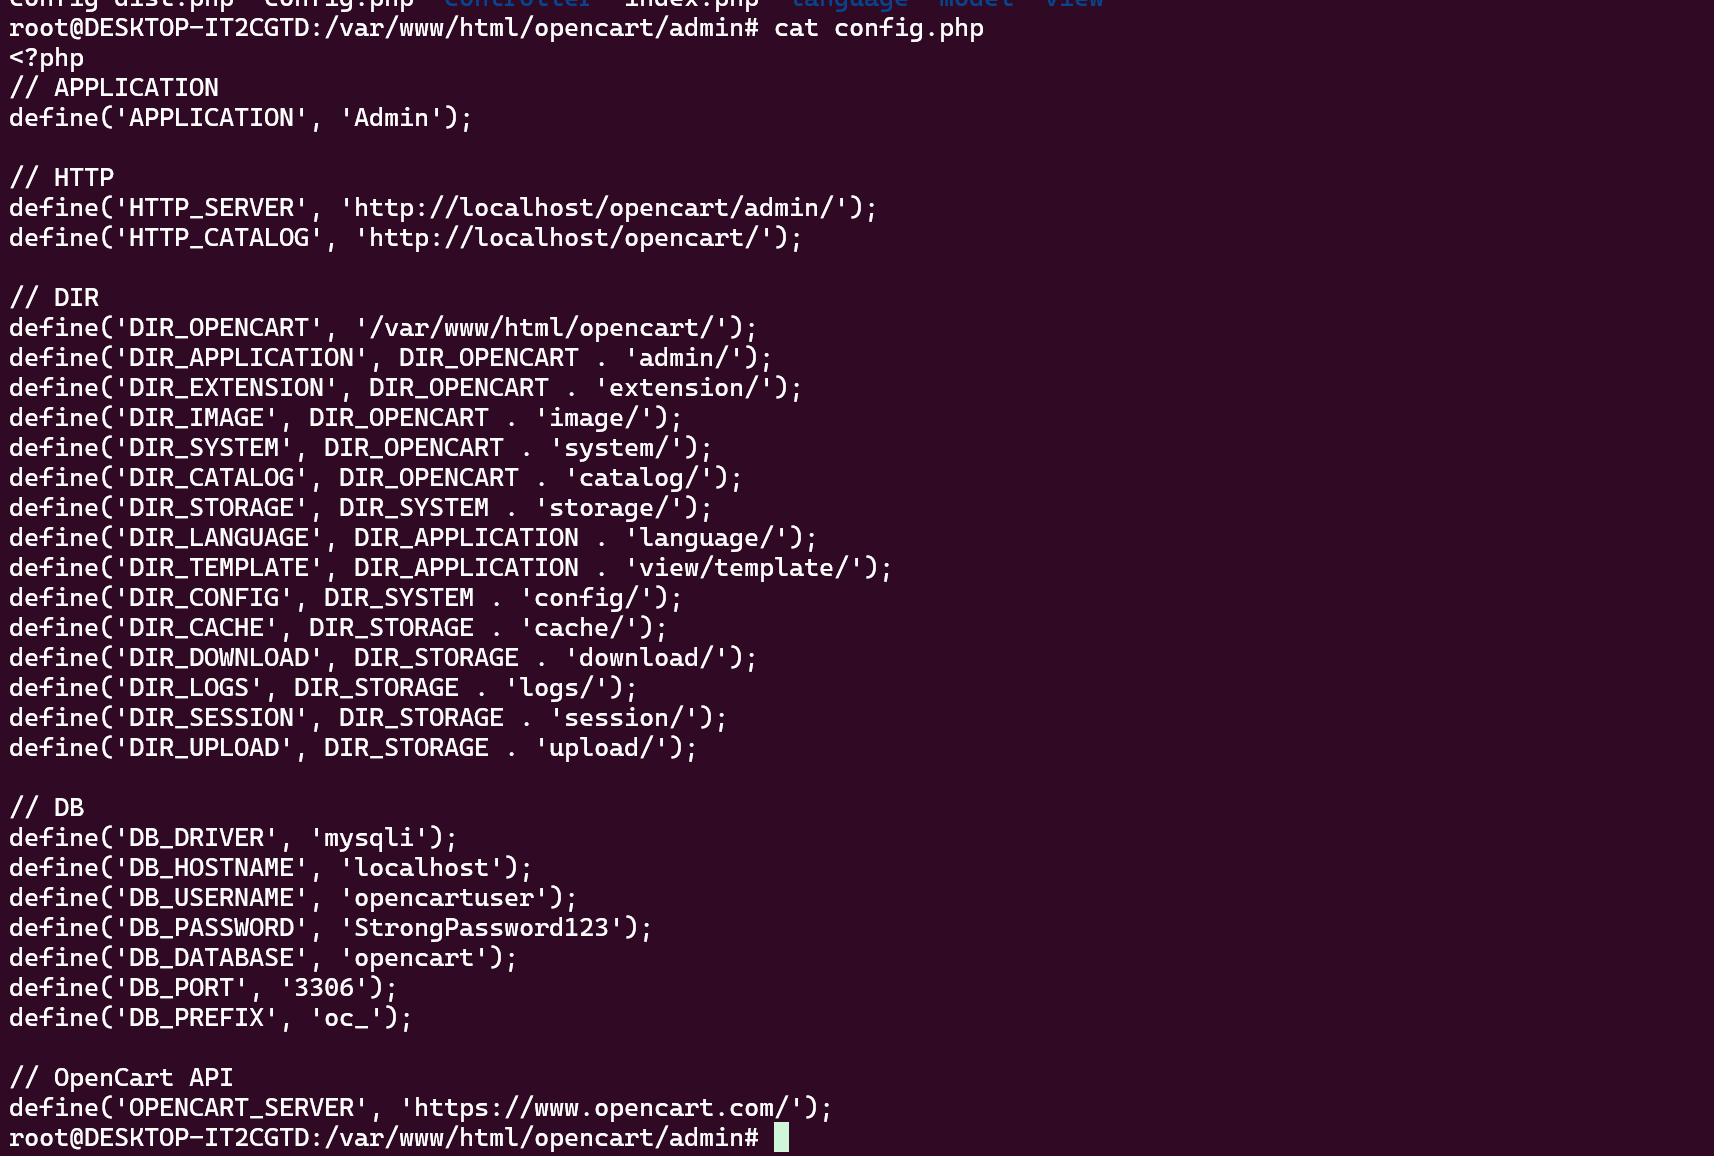 config-dist.php  config.php  controller  index.php  language  model  view
root@DESKTOP-IT2CGTD:/var/www/html/opencart/admin# cat config.php
<?php
// APPLICATION
define('APPLICATION', 'Admin');

// HTTP
define('HTTP_SERVER', 'http://localhost/opencart/admin/');
define('HTTP_CATALOG', 'http://localhost/opencart/');

// DIR
define('DIR_OPENCART', '/var/www/html/opencart/');
define('DIR_APPLICATION', DIR_OPENCART . 'admin/');
define('DIR_EXTENSION', DIR_OPENCART . 'extension/');
define('DIR_IMAGE', DIR_OPENCART . 'image/');
define('DIR_SYSTEM', DIR_OPENCART . 'system/');
define('DIR_CATALOG', DIR_OPENCART . 'catalog/');
define('DIR_STORAGE', DIR_SYSTEM . 'storage/');
define('DIR_LANGUAGE', DIR_APPLICATION . 'language/');
define('DIR_TEMPLATE', DIR_APPLICATION . 'view/template/');
define('DIR_CONFIG', DIR_SYSTEM . 'config/');
define('DIR_CACHE', DIR_STORAGE . 'cache/');
define('DIR_DOWNLOAD', DIR_STORAGE . 'download/');
define('DIR_LOGS', DIR_STORAGE . 'logs/');
define('DIR_SESSION', DIR_STORAGE . 'session/');
define('DIR_UPLOAD', DIR_STORAGE . 'upload/');

// DB
define('DB_DRIVER', 'mysqli');
define('DB_HOSTNAME', 'localhost');
define('DB_USERNAME', 'opencartuser');
define('DB_PASSWORD', 'StrongPassword123');
define('DB_DATABASE', 'opencart');
define('DB_PORT', '3306');
define('DB_PREFIX', 'oc_');

// OpenCart API
define('OPENCART_SERVER', 'https://www.opencart.com/');
root@DESKTOP-IT2CGTD:/var/www/html/opencart/admin#